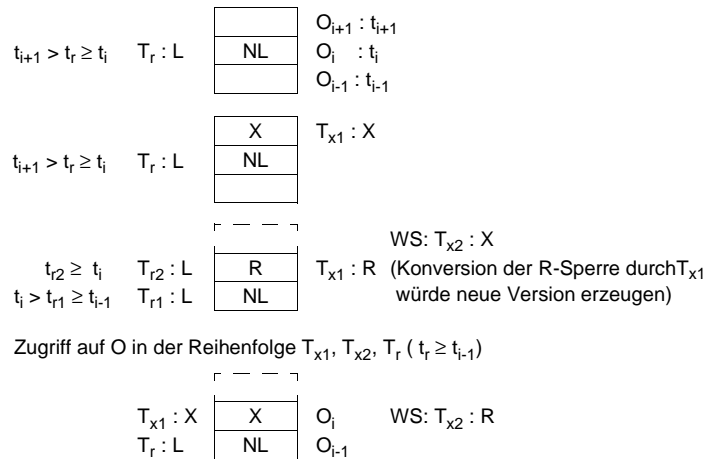 O_{i+1} : t_{i+1}
t_{i+1} > t_r ≥ t_i T_r : L NL O_i : t_i
O_{i-1} : t_{i-1}
X T_{x1} : X
t_{i+1} > t_r ≥ t_i T_r : L NL
WS: T_{x2} : X
t_{r2} ≥ t_i T_{r2} : L R T_{x1} : R (Konversion der R-Sperre durchT_{x1}
t_i > t_{r1} ≥ t_{i-1} T_{r1} : L NL würde neue Version erzeugen)
Zugriff auf O in der Reihenfolge T_{x1}, T_{x2}, T_r ( t_r ≥ t_{i-1})
T_{x1} : X X O_i WS: T_{x2} : R
T_r : L NL O_{i-1}